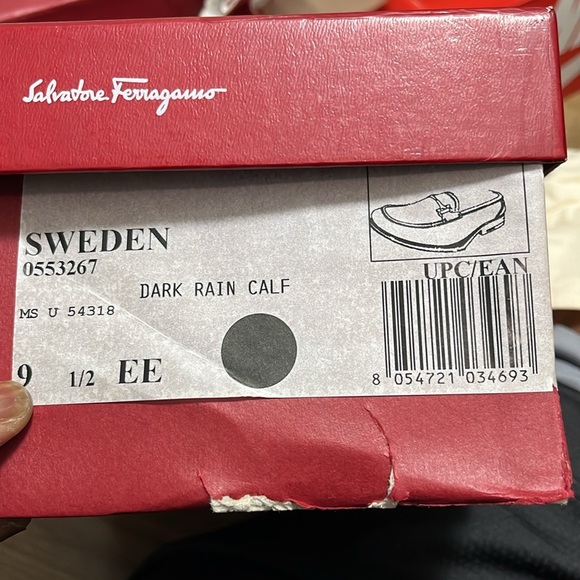 Salvatore Ferragamo
SWEDEN
0553267
DARK RAIN CALF
MS U 54318
9 1/2 EE
UPC/EAN
8 054721 034693